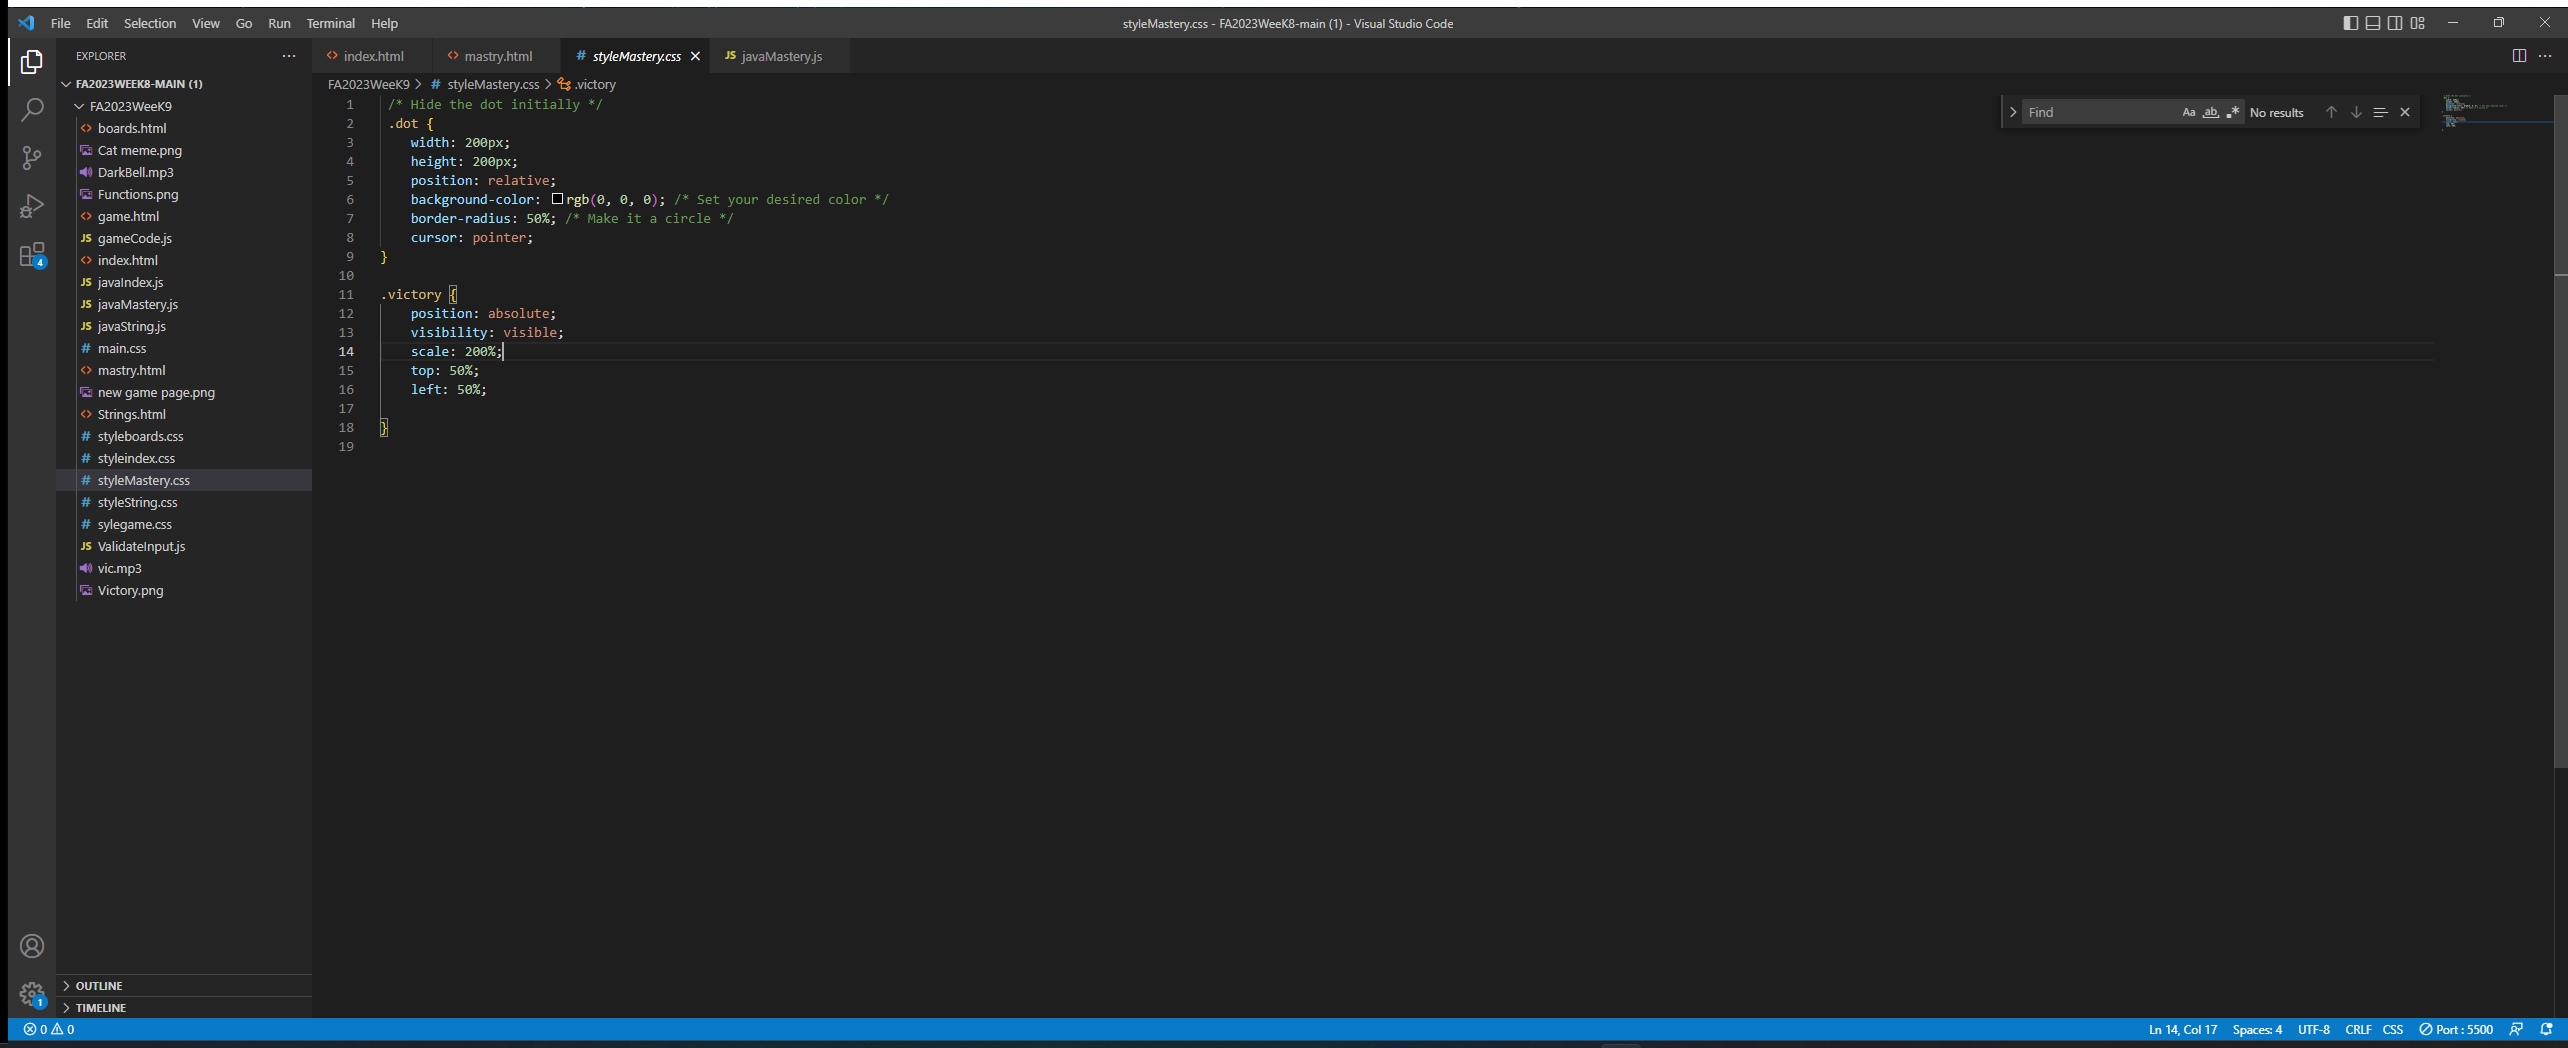 File Edit Selection View Go Run Terminal Help
styleMastery.css - FA2023WeeK8-main (1) - Visual Studio Code
EXPLORER
FA2023WEEK8-MAIN (1)
FA2023WeeK9
boards.html
Cat meme.png
DarkBell.mp3
Functions.png
game.html
JS gameCode.js
index.html
JS javaIndex.js
JS javaMastery.js
JS javaString.js
# main.css
mastry.html
new game page.png
Strings.html
# styleboards.css
# styleindex.css
# styleMastery.css
# styleString.css
# sylegame.css
JS ValidateInput.js
vic.mp3
Victory.png
OUTLINE
TIMELINE
index.html
mastry.html
# styleMastery.css
JS javaMastery.js
FA2023WeeK9 > # styleMastery.css > .victory
1 /* Hide the dot initially */
2 .dot {
3 width: 200px;
4 height: 200px;
5 position: relative;
6 background-color: rgb(0, 0, 0); /* Set your desired color */
7 border-radius: 50%; /* Make it a circle */
8 cursor: pointer;
9 }
10
11 .victory {
12 position: absolute;
13 visibility: visible;
14 scale: 200%;
15 top: 50%;
16 left: 50%;
17
18 }
19
Find Aa ab .* No results
4
1
0 0
Ln 14, Col 17 Spaces: 4 UTF-8 CRLF CSS Port : 5500